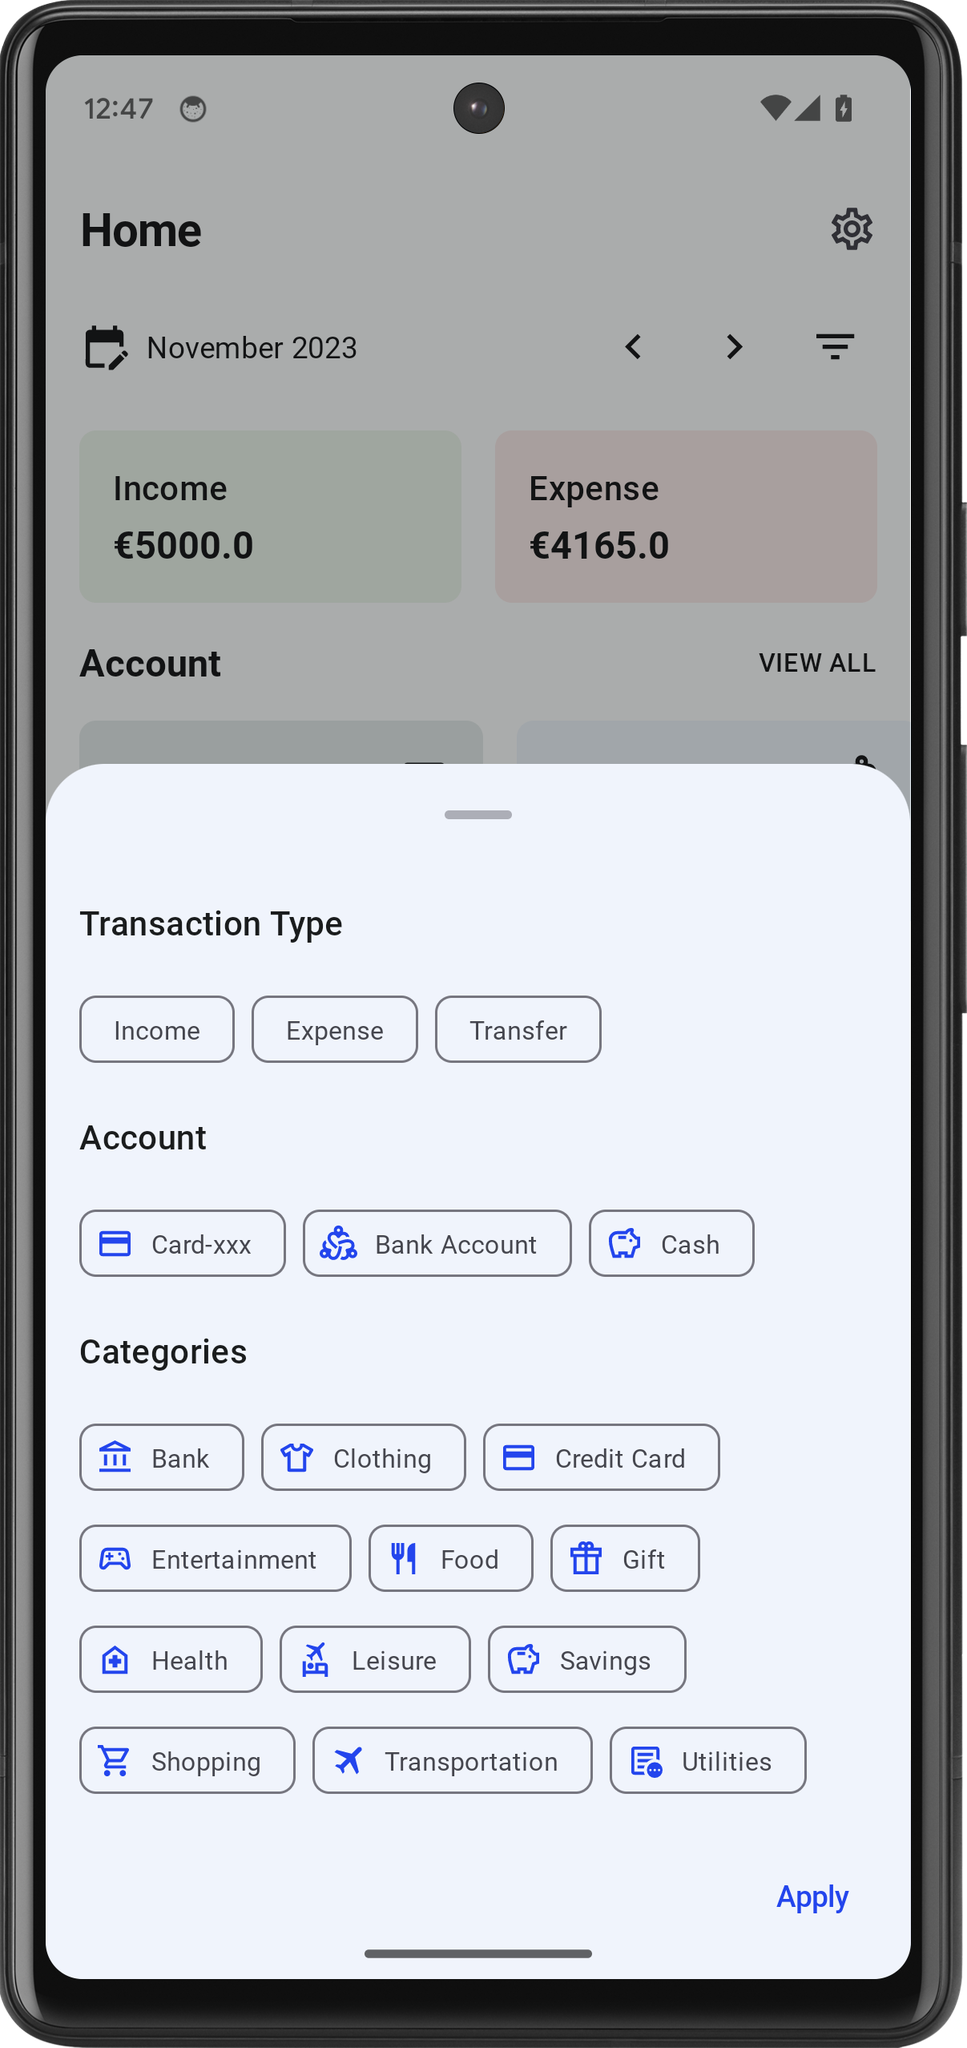 12:47
Home
November 2023
Income Expense
€5000.0 €4165.0
Account VIEW ALL
Transaction Type
Income Expense Transfer
Account
Card-xxx Bank Account Cash
Categories
Bank Clothing Credit Card
Entertainment Food Gift
Health Leisure Savings
Shopping Transportation Utilities
Apply